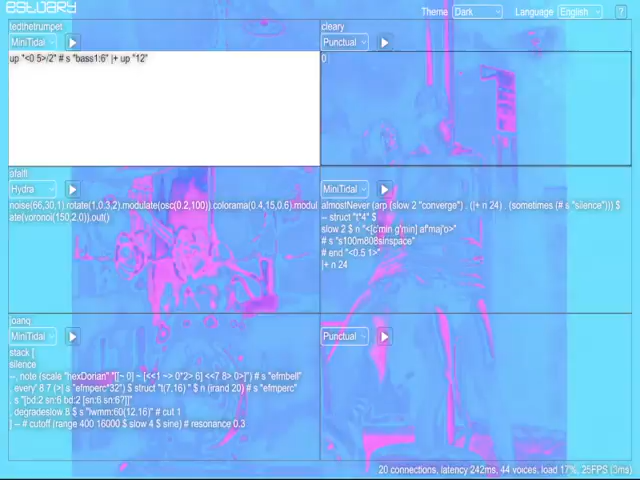 estuary
Theme Dark Language English ?
tedthetrumpet
MiniTidal
up "<0 5>/2" # s "bass1:6" |+ up "12"
cleary
Punctual
0
afalfl
Hydra
noise(66,30,1).rotate(1,0.3,2).modulate(osc(0.2,100)).colorama(0.4,15,0.6).modul
ate(voronoi(150,2,0)).out()
MiniTidal
almostNever (arp (slow 2 "converge") . (|+ n 24) . (sometimes (# s "silence"))) $
-- struct "t*4" $
slow 2 $ n "<[c'min g'min] af'maj'o>"
# s "s100m808sinspace"
# end "<0.5 1>"
|+ n 24
loanq
MiniTidal
stack [
silence
--, note (scale "hexDorian" "[[~ 0] ~ [<<1 ~> 0*2> 6] <<7 8> 0>]") # s "efmbell"
, every' 8 7 (>| s "efmperc*32") $ struct "t(7,16) " $ n (irand 20) # s "efmperc"
, s "[bd:2 sn:6 bd:2 [sn:6 sn:67]]"
, degradeslow 8 $ s "lwmm:60(12,16)" # cut 1
] -- # cutoff (range 400 16000 $ slow 4 $ sine) # resonance 0.3
Punctual
20 connections, latency 242ms, 44 voices, load 17%, 25FPS (3ms)